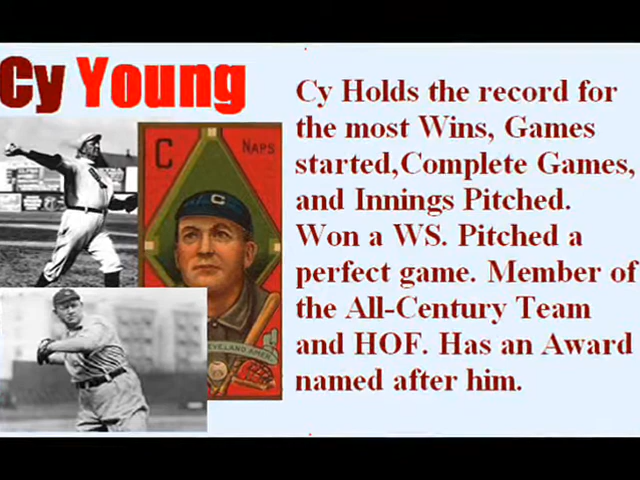 Cy Young
Cy Holds the record for
the most Wins, Games
started,Complete Games,
and Innings Pitched.
Won a WS. Pitched a
perfect game. Member of
the All-Century Team
and HOF. Has an Award
named after him.
C
NAPS
CLEVELAND AMER.